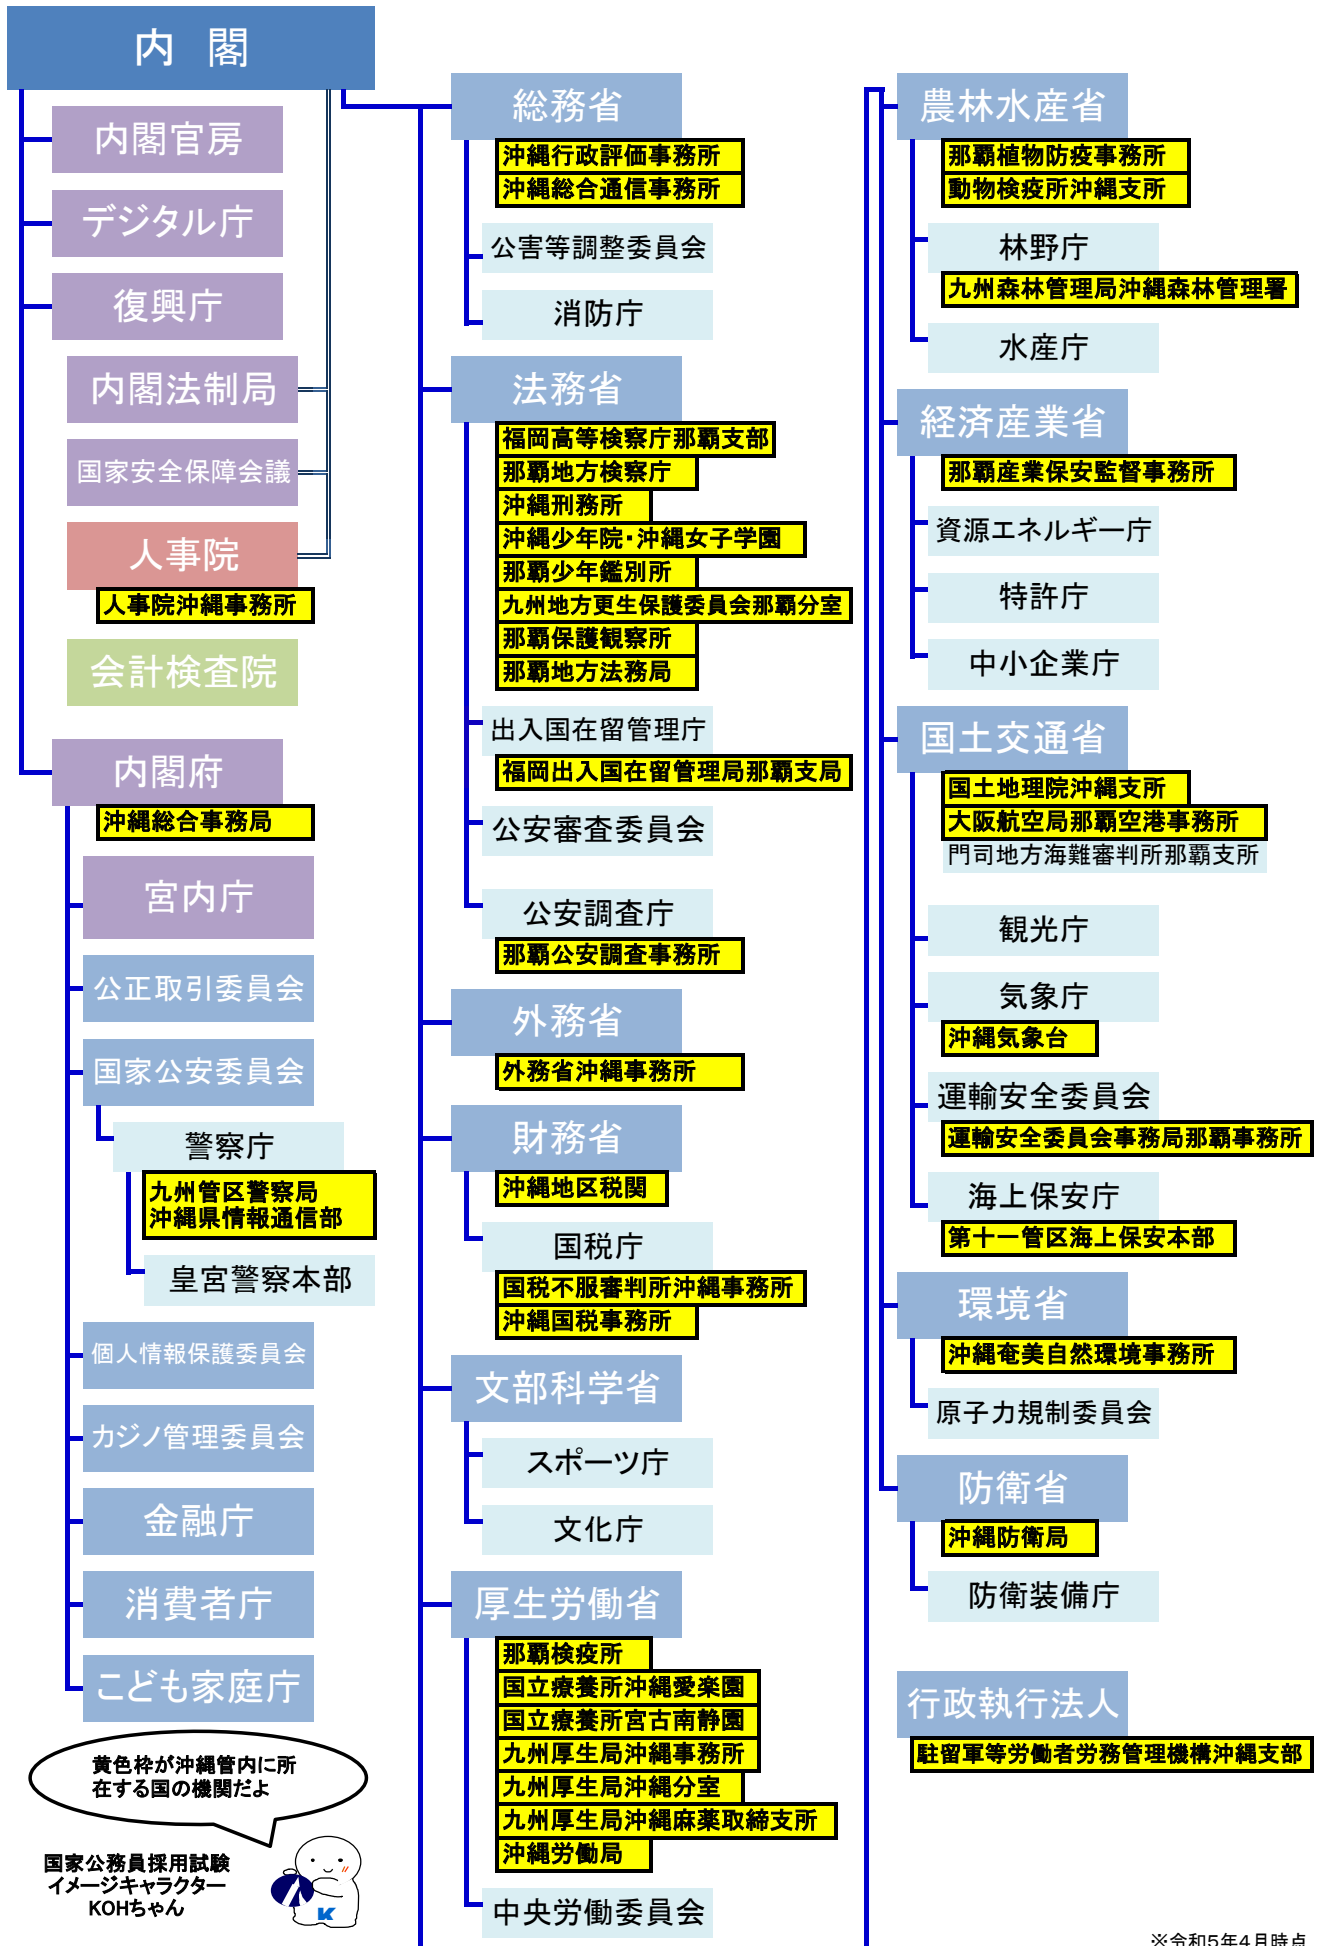 内　閣
内閣官房
デジタル庁
復興庁
内閣法制局
国家安全保障会議
人事院
人事院沖縄事務所
会計検査院
内閣府
沖縄総合事務局
宮内庁
公正取引委員会
国家公安委員会
警察庁
九州管区警察局
沖縄県情報通信部
皇宮警察本部
個人情報保護委員会
カジノ管理委員会
金融庁
消費者庁
こども家庭庁
黄色枠が沖縄管内に所
在する国の機関だよ
国家公務員採用試験
イメージキャラクター
KOHちゃん
K
総務省
沖縄行政評価事務所
沖縄総合通信事務所
公害等調整委員会
消防庁
法務省
福岡高等検察庁那覇支部
那覇地方検察庁
沖縄刑務所
沖縄少年院・沖縄女子学園
那覇少年鑑別所
九州地方更生保護委員会那覇分室
那覇保護観察所
那覇地方法務局
出入国在留管理庁
福岡出入国在留管理局那覇支局
公安審査委員会
公安調査庁
那覇公安調査事務所
外務省
外務省沖縄事務所
財務省
沖縄地区税関
国税庁
国税不服審判所沖縄事務所
沖縄国税事務所
文部科学省
スポーツ庁
文化庁
厚生労働省
那覇検疫所
国立療養所沖縄愛楽園
国立療養所宮古南静園
九州厚生局沖縄事務所
九州厚生局沖縄分室
九州厚生局沖縄麻薬取締支所
沖縄労働局
中央労働委員会
農林水産省
那覇植物防疫事務所
動物検疫所沖縄支所
林野庁
九州森林管理局沖縄森林管理署
水産庁
経済産業省
那覇産業保安監督事務所
資源エネルギー庁
特許庁
中小企業庁
国土交通省
国土地理院沖縄支所
大阪航空局那覇空港事務所
門司地方海難審判所那覇支所
観光庁
気象庁
沖縄気象台
運輸安全委員会
運輸安全委員会事務局那覇事務所
海上保安庁
第十一管区海上保安本部
環境省
沖縄奄美自然環境事務所
原子力規制委員会
防衛省
沖縄防衛局
防衛装備庁
行政執行法人
駐留軍等労働者労務管理機構沖縄支部
※令和5年4月時点